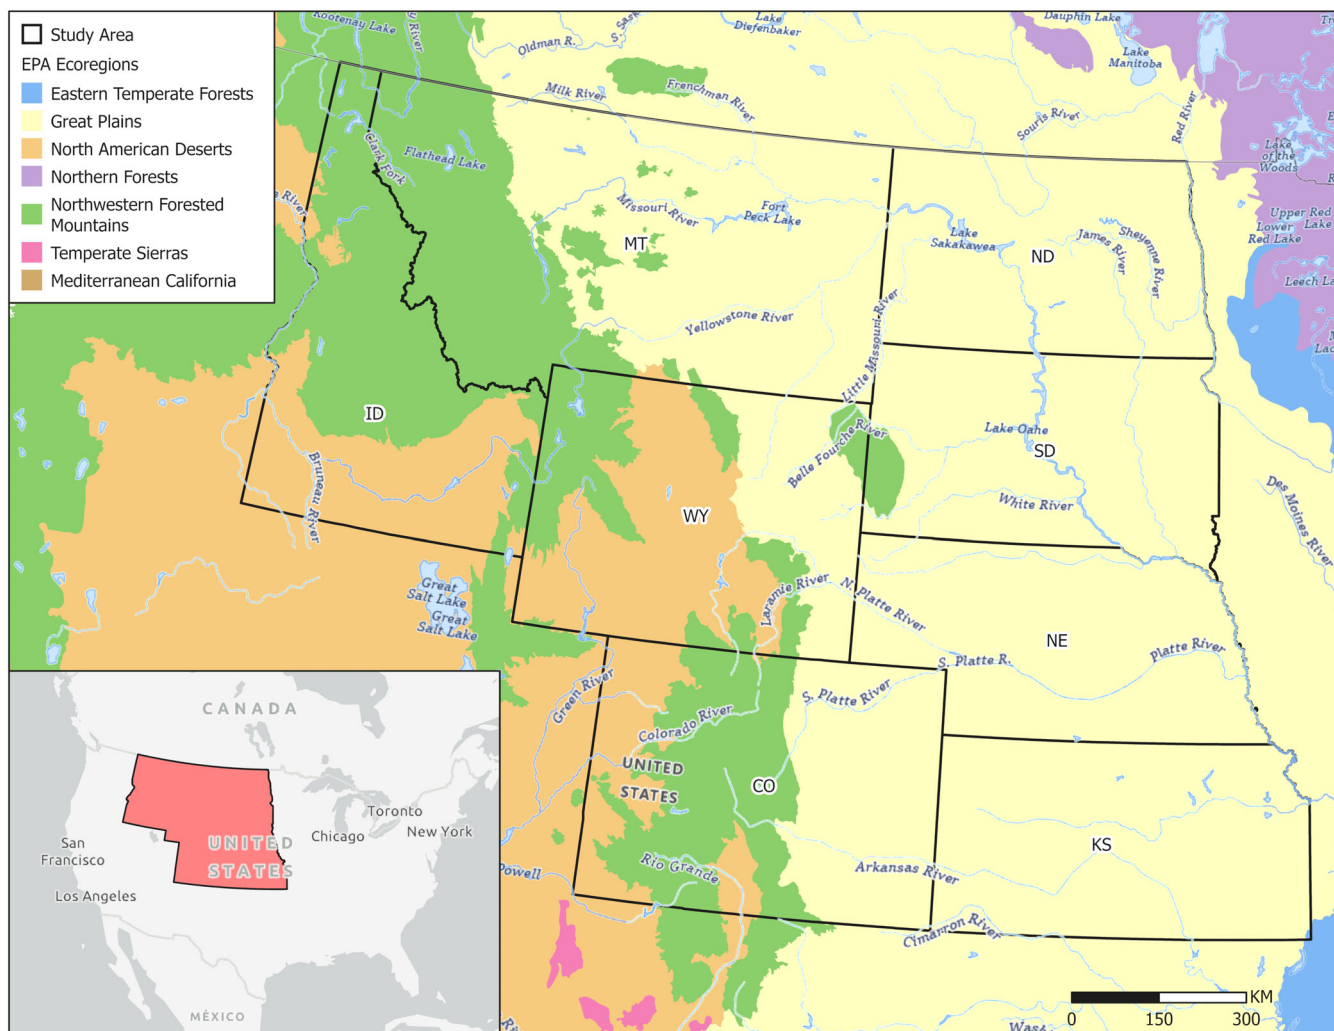 Study Area
EPA Ecoregions
Eastern Temperate Forests
Great Plains
North American Deserts
Northern Forests
Northwestern Forested
Mountains
Temperate Sierras
Mediterranean California
Kootenay Lake
Oldman R.
Lake
Diefenbaker
Dauphin Lake
Lake
Manitoba
Milk River
Frenchman River
Souris River
Red River
Lake
of the
Woods
Clark Fork
Flathead Lake
Missouri River
Fort
Peck Lake
MT
Lake
Sakakawea
ND
James River
Sheyenne River
Upper Red
Lower
Lake
Red Lake
Leech La
Yellowstone River
Little Missouri River
ID
Bruneau River
Belle Fourche River
Lake Oahe
SD
White River
Des Moines River
WY
Great
Salt Lake
Great
Salt Lake
Laramie River
N. Platte River
NE
Platte River
S. Platte R.
S. Platte River
Green River
Colorado River
UNITED
STATES
CO
KS
Rio Grande
Powell
Arkansas River
Cimarron River
CANADA
UNITED
STATES
Toronto
Chicago
New York
San
Francisco
Los Angeles
MÉXICO
KM
0
150
300